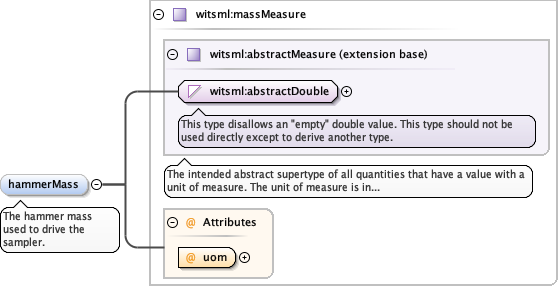 witsml:massMeasure
witsml:abstractMeasure (extension base)
witsml:abstractDouble
This type disallows an "empty" double value. This type should not be
used directly except to derive another type.
The intended abstract supertype of all quantities that have a value with a
unit of measure. The unit of measure is in...
hammerMass
The hammer mass
used to drive the
sampler.
@ Attributes
@ uom